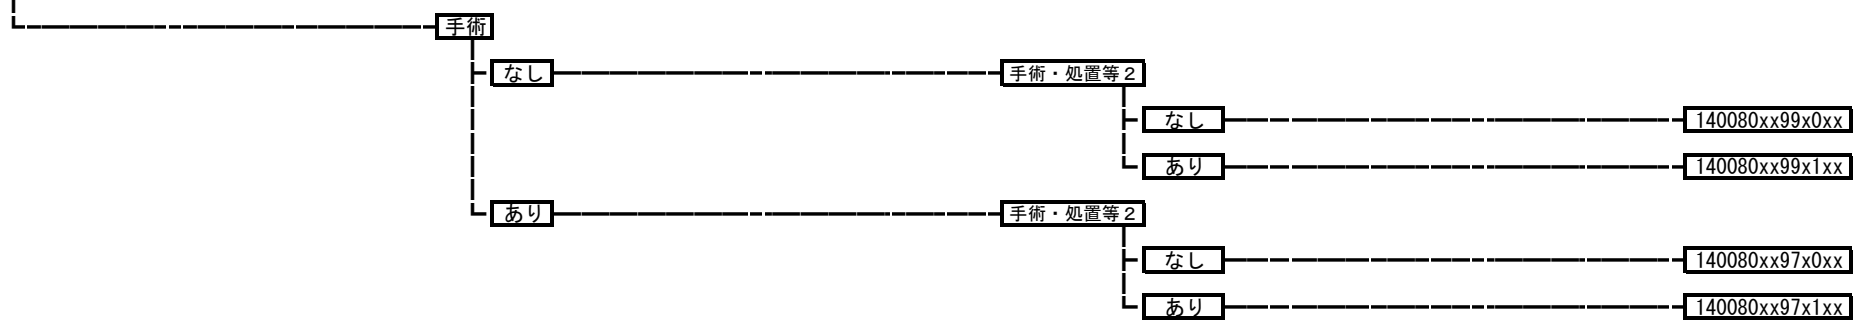 手術
なし 手術・処置等２
なし 140080xx99x0xx
あり 140080xx99x1xx
あり 手術・処置等２
なし 140080xx97x0xx
あり 140080xx97x1xx